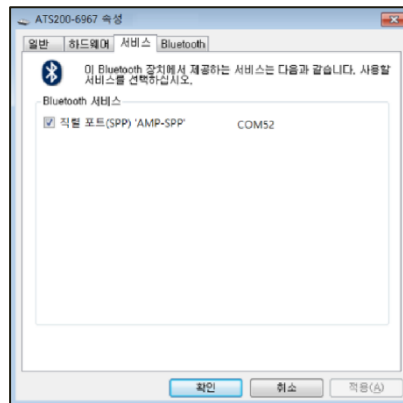 ATS200-6967 속성
일반 하드웨어 서비스 Bluetooth
이 Bluetooth 장치에서 제공하는 서비스는 다음과 같습니다. 사용할
서비스를 선택하십시오.
Bluetooth 서비스
직렬 포트(SPP) 'AMP-SPP' COM52
확인 취소 적용(A)